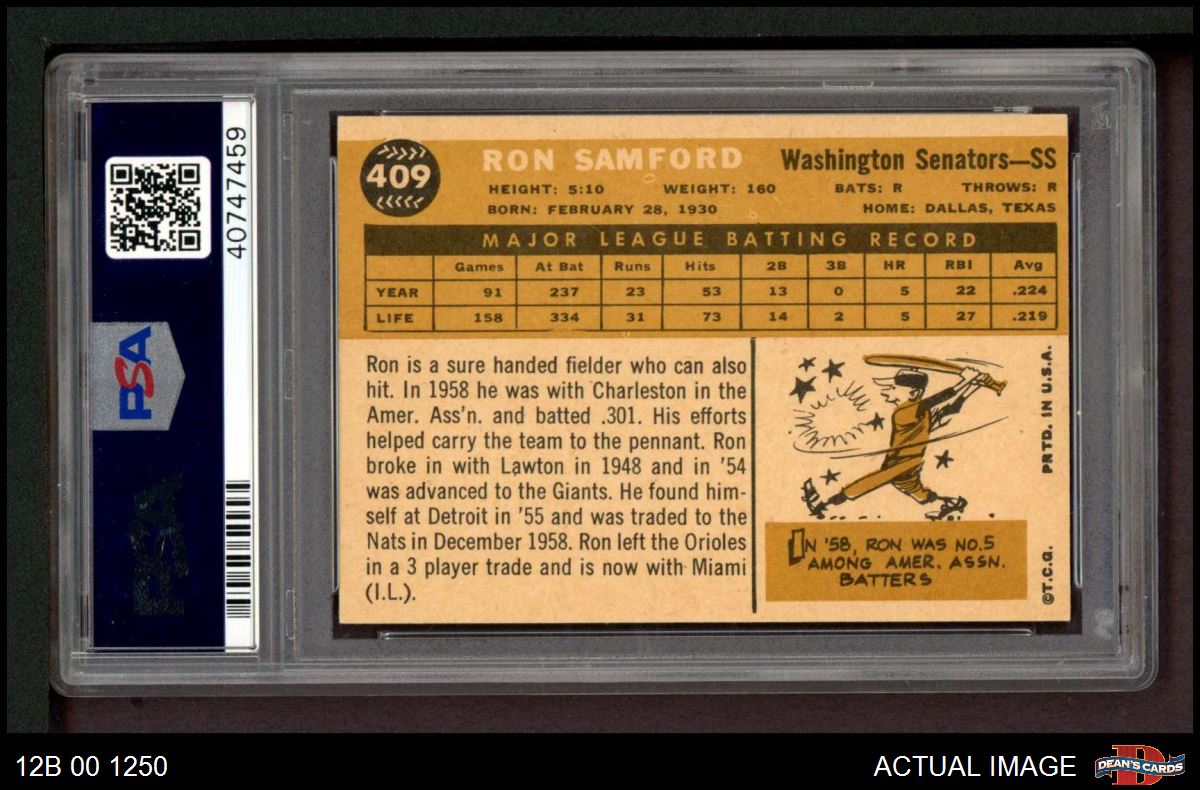 40747459
PSA
PSA
409
RON SAMFORD Washington Senators—SS
HEIGHT: 5:10 WEIGHT: 160 BATS: R THROWS: R
BORN: FEBRUARY 28, 1930 HOME: DALLAS, TEXAS
MAJOR LEAGUE BATTING RECORD
Games At Bat Runs Hits 2B 3B HR RBI Avg
YEAR 91 237 23 53 13 0 5 22 .224
LIFE 158 334 31 73 14 2 5 27 .219
Ron is a sure handed fielder who can also
hit. In 1958 he was with Charleston in the
Amer. Ass'n. and batted .301. His efforts
helped carry the team to the pennant. Ron
broke in with Lawton in 1948 and in '54
was advanced to the Giants. He found him-
self at Detroit in '55 and was traded to the
Nats in December 1958. Ron left the Orioles
in a 3 player trade and is now with Miami
(I.L.).
IN '58, RON WAS NO.5
AMONG AMER. ASSN.
BATTERS
©T.C.G. PRTD. IN U.S.A.
12B 00 1250
ACTUAL IMAGE
DEAN'S CARDS